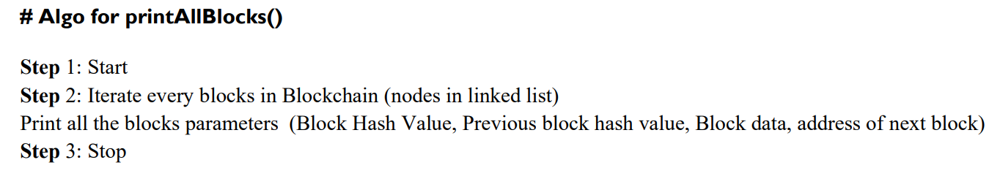 # Algo for printAllBlocks()
Step 1: Start
Step 2: Iterate every blocks in Blockchain (nodes in linked list)
Print all the blocks parameters  (Block Hash Value, Previous block hash value, Block data, address of next block)
Step 3: Stop